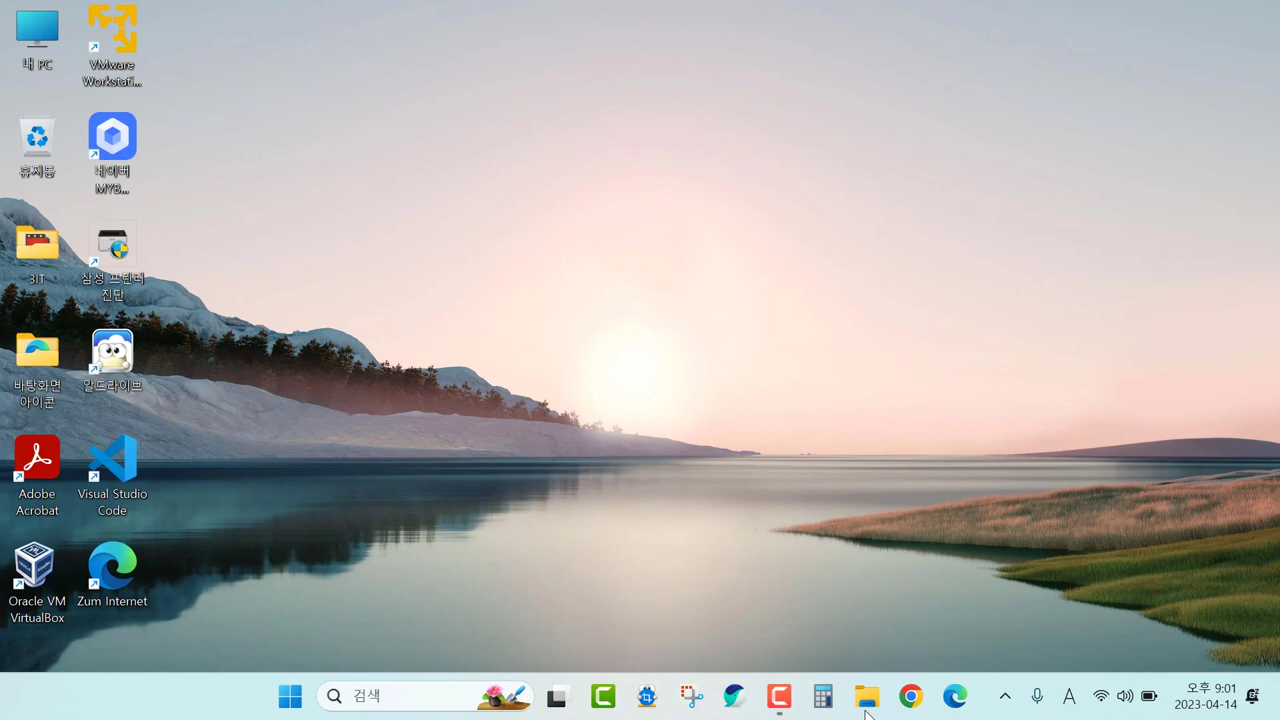 내 PC
VMware
Workstati...
휴지통
네이버
MYB...
3IT
삼성 프린터
진단
바탕화면
아이콘
알드라이브
Adobe
Acrobat
Visual Studio
Code
Oracle VM
VirtualBox
Zum Internet
검색
A
오후 9:01
2023-04-14